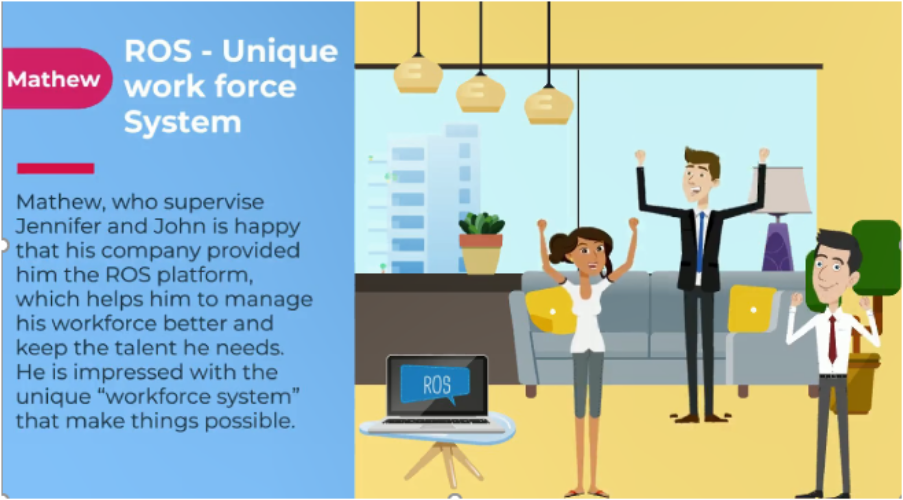 Mathew
ROS - Unique
work force
System
Mathew, who supervise
Jennifer and John is happy
that his company provided
him the ROS platform,
which helps him to manage
his workforce better and
keep the talent he needs.
He is impressed with the
unique “workforce system”
that make things possible.
ROS